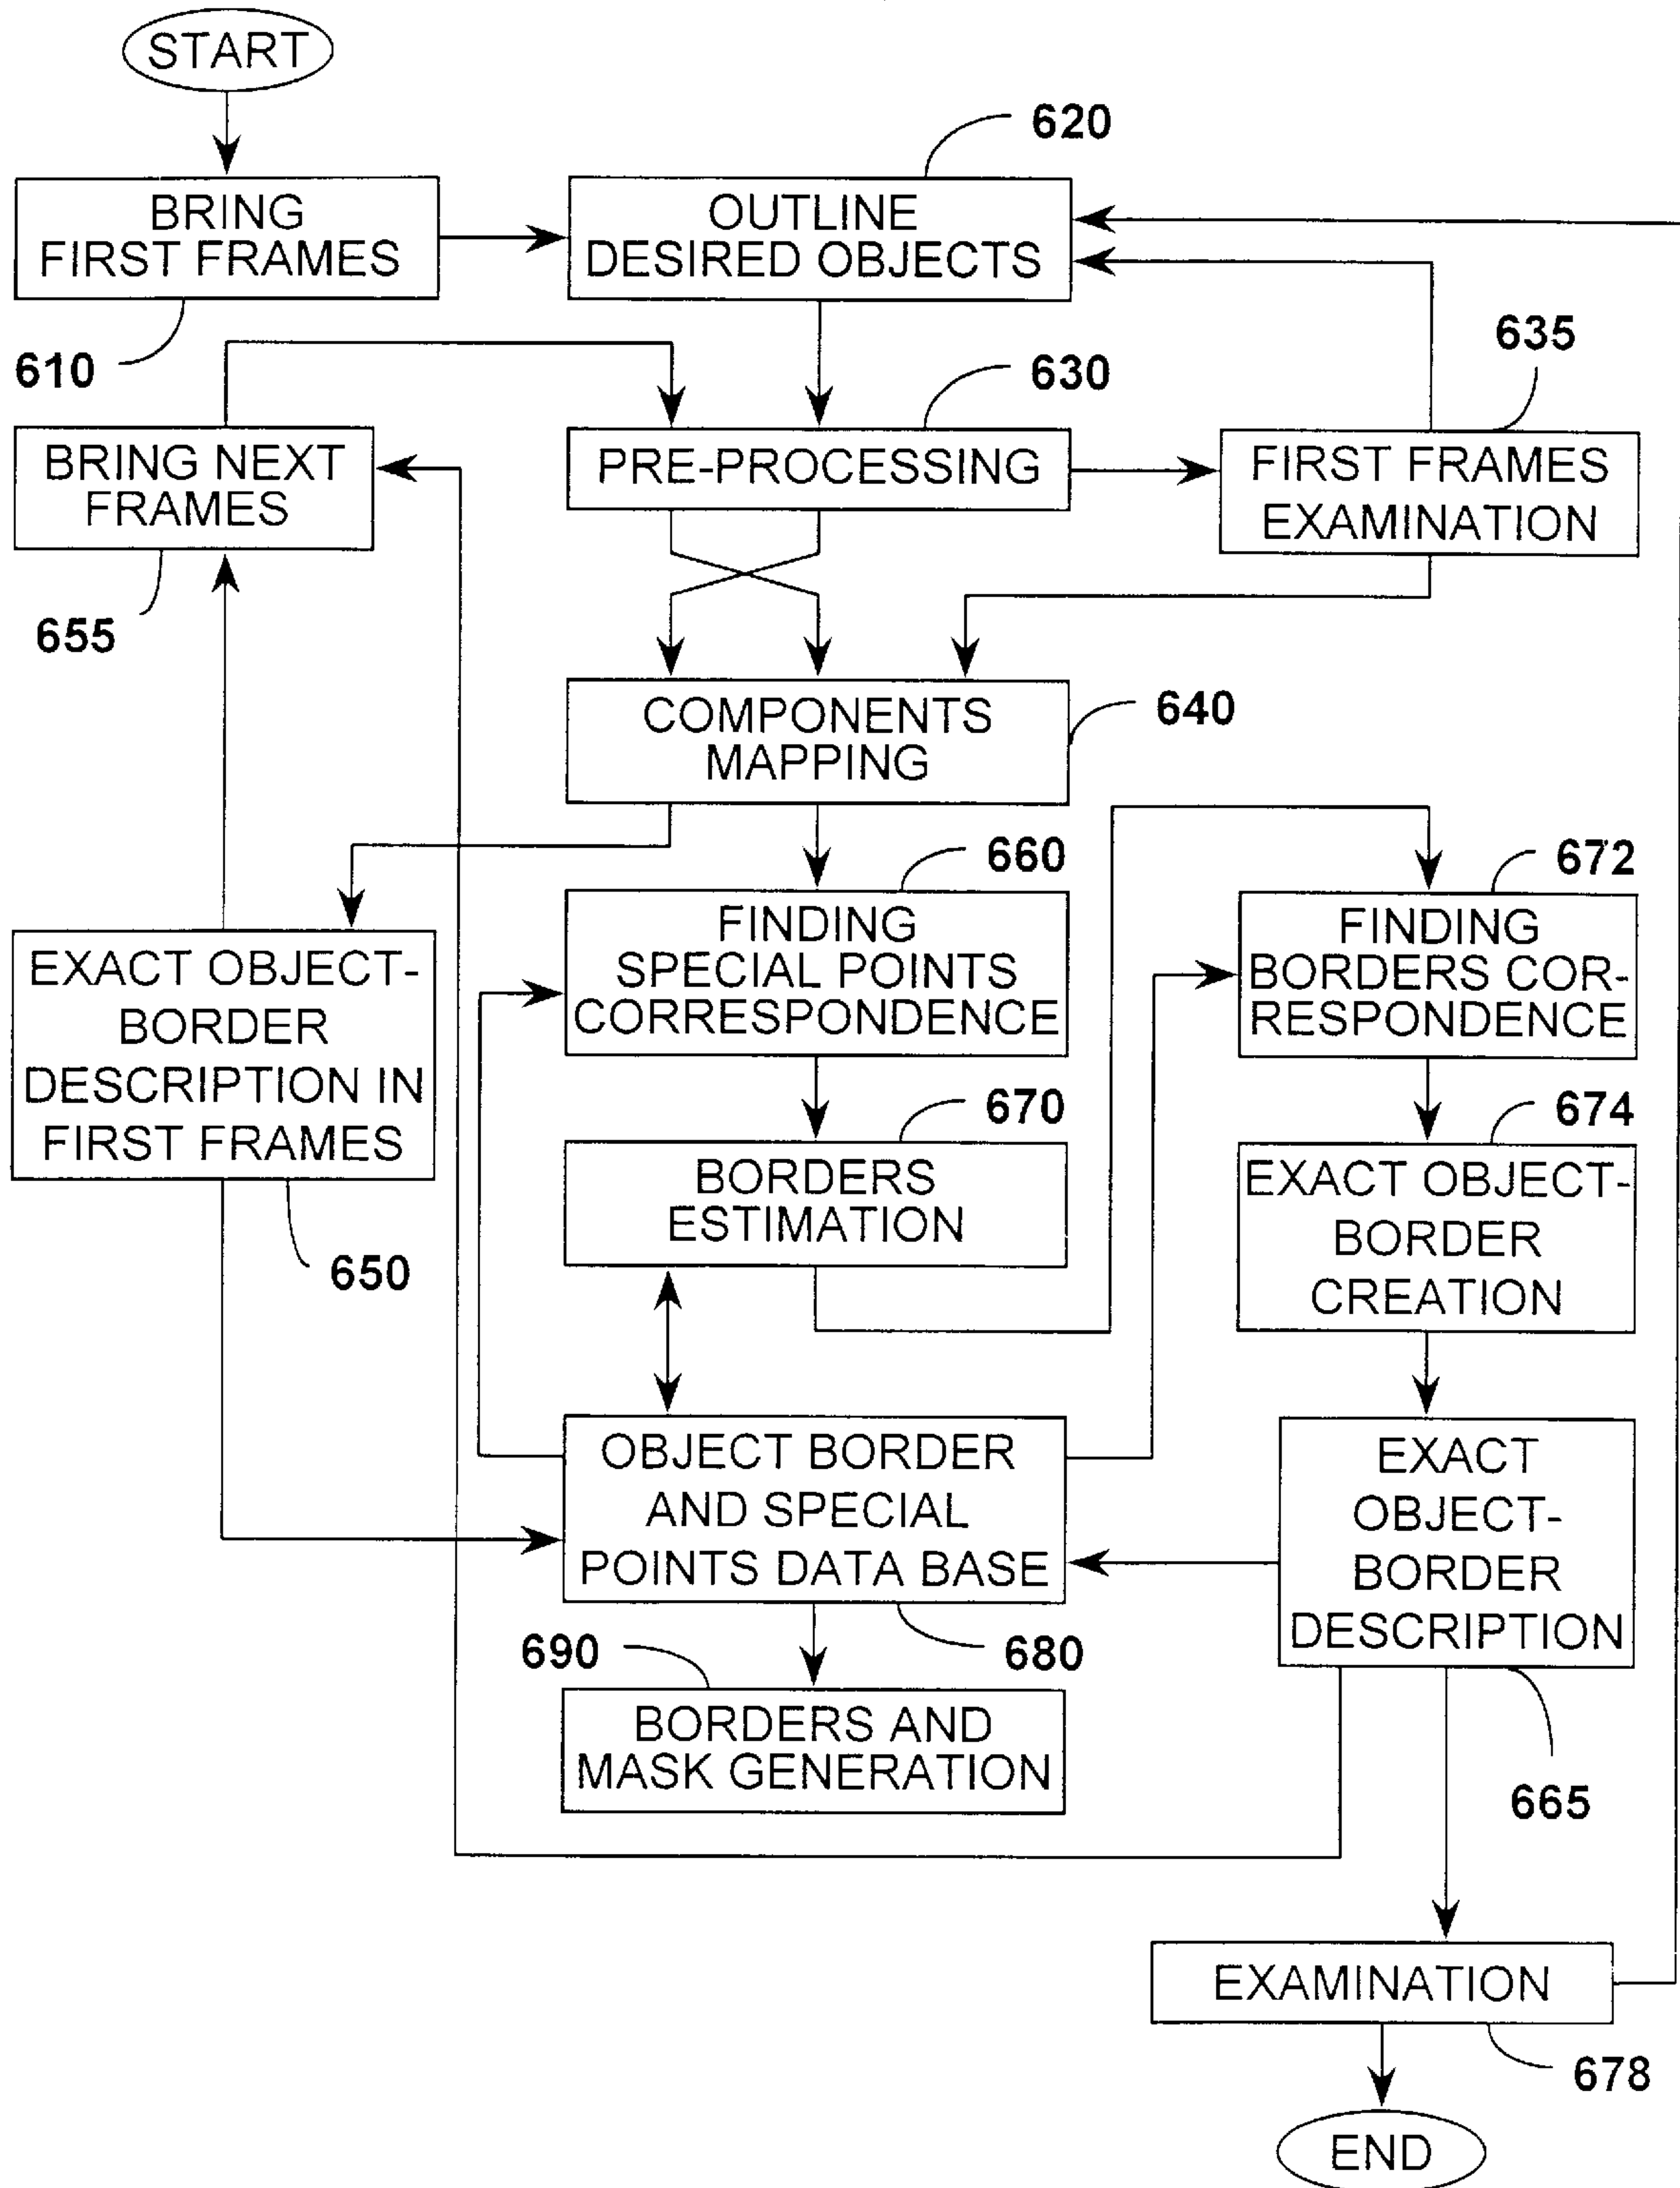 START
620
BRING
FIRST FRAMES
OUTLINE
DESIRED OBJECTS
610
635
630
BRING NEXT
FRAMES
PRE-PROCESSING
FIRST FRAMES
EXAMINATION
655
COMPONENTS
MAPPING
640
660
672
EXACT OBJECT-
BORDER
DESCRIPTION IN
FIRST FRAMES
FINDING
SPECIAL POINTS
CORRESPONDENCE
FINDING
BORDERS COR-
RESPONDENCE
670
674
BORDERS
ESTIMATION
EXACT OBJECT-
BORDER
CREATION
650
OBJECT BORDER
AND SPECIAL
POINTS DATA BASE
EXACT
OBJECT-
BORDER
DESCRIPTION
690
680
BORDERS AND
MASK GENERATION
665
EXAMINATION
678
END